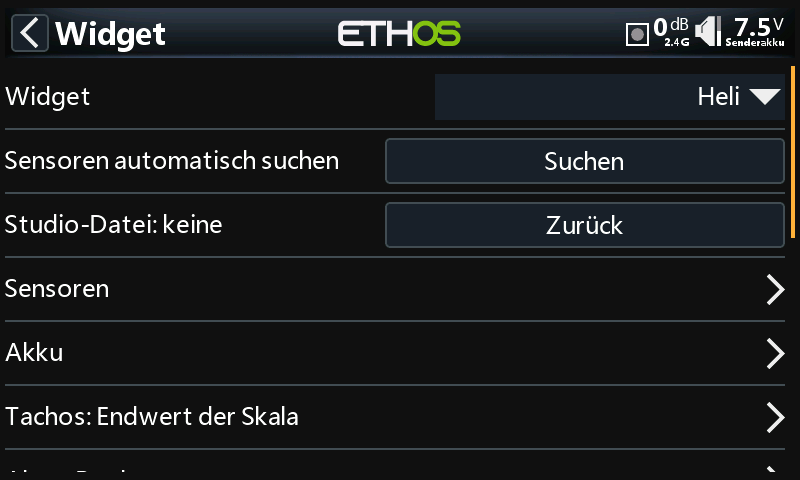 Widget
ETHOS
0 dB
2.4G
7.5V
Senderakku
Widget
Heli
Sensoren automatisch suchen
Suchen
Studio-Datei: keine
Zurück
Sensoren
Akku
Tachos: Endwert der Skala